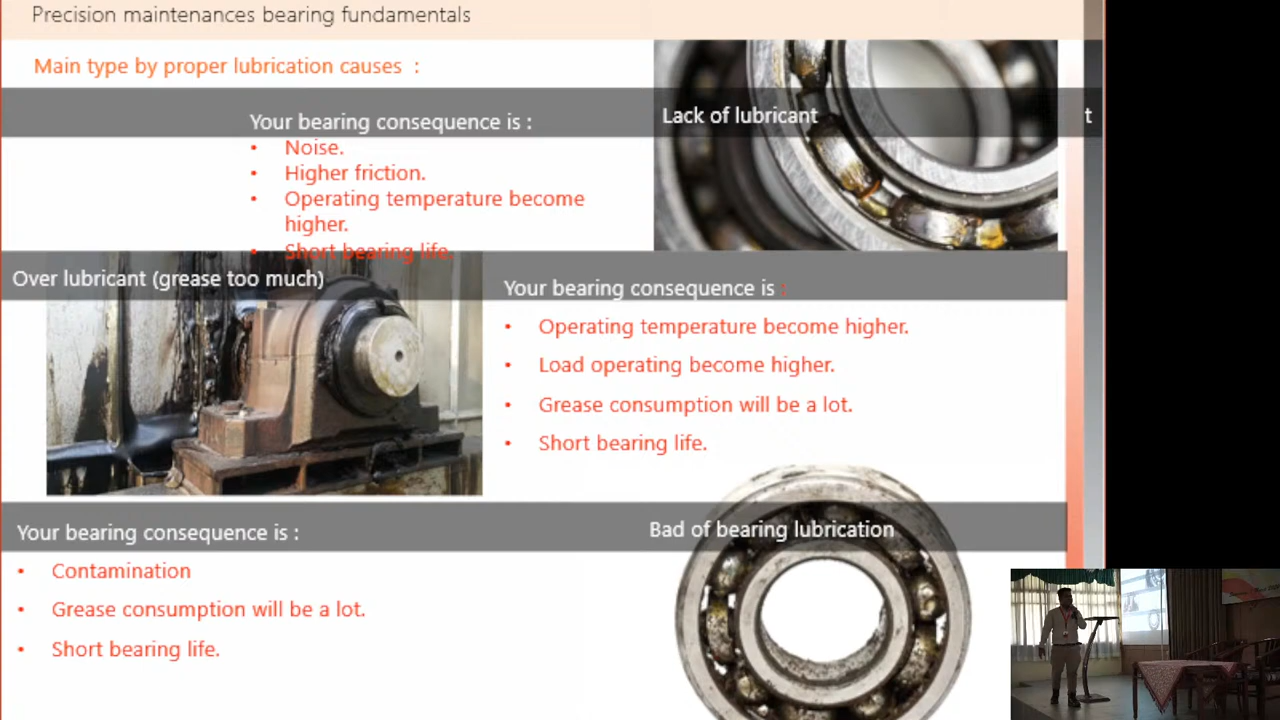 Precision maintenances bearing fundamentals
Main type by proper lubrication causes :
Your bearing consequence is :
Lack of lubricant
t
• Noise.
• Higher friction.
• Operating temperature become
higher.
• Short bearing life.
Over lubricant (grease too much)
Your bearing consequence is :
• Operating temperature become higher.
• Load operating become higher.
• Grease consumption will be a lot.
• Short bearing life.
Your bearing consequence is :
Bad of bearing lubrication
• Contamination
• Grease consumption will be a lot.
• Short bearing life.